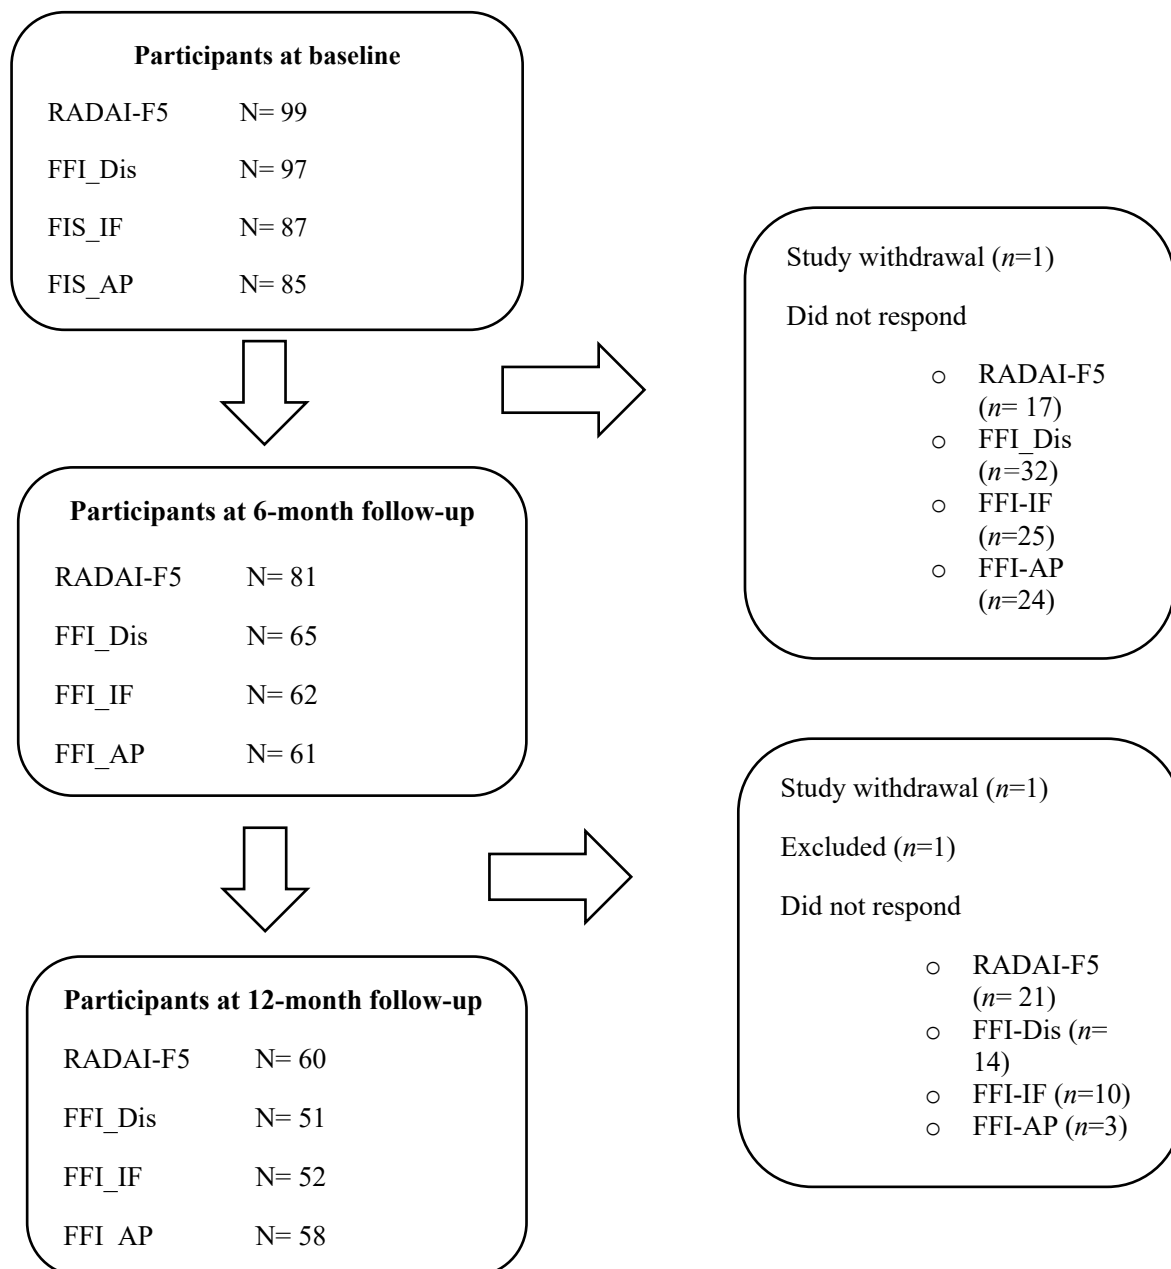 Participants at baseline
RADAI-F5 N= 99
FFI_Dis N= 97
FIS_IF N= 87
FIS_AP N= 85
Study withdrawal (n=1)
Did not respond
o RADAI-F5
(n= 17)
o FFI_Dis
(n=32)
o FFI-IF
(n=25)
o FFI-AP
(n=24)
Participants at 6-month follow-up
RADAI-F5 N= 81
FFI_Dis N= 65
FFI_IF N= 62
FFI_AP N= 61
Study withdrawal (n=1)
Excluded (n=1)
Did not respond
o RADAI-F5
(n= 21)
o FFI-Dis (n=
14)
o FFI-IF (n=10)
o FFI-AP (n=3)
Participants at 12-month follow-up
RADAI-F5 N= 60
FFI_Dis N= 51
FFI_IF N= 52
FFI_AP N= 58